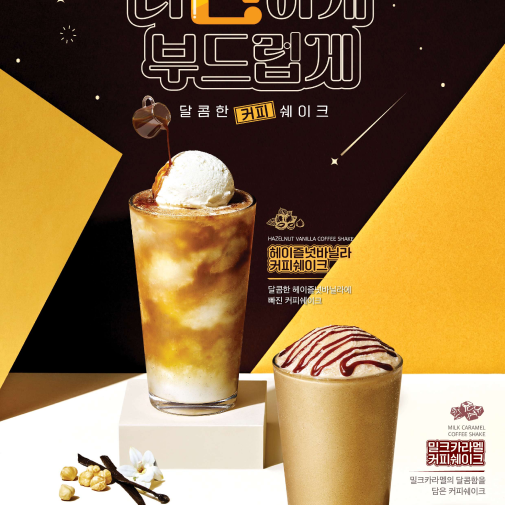 부드럽게
달콤한 커피 쉐이크
HAZELNUT VANILLA COFFEE SHAKE
헤이즐넛바닐라
커피쉐이크
달콤한 헤이즐넛바닐라에
빠진 커피쉐이크
MILK CARAMEL
COFFEE SHAKE
밀크카라멜
커피쉐이크
밀크카라멜의 달콤함을
담은 커피쉐이크